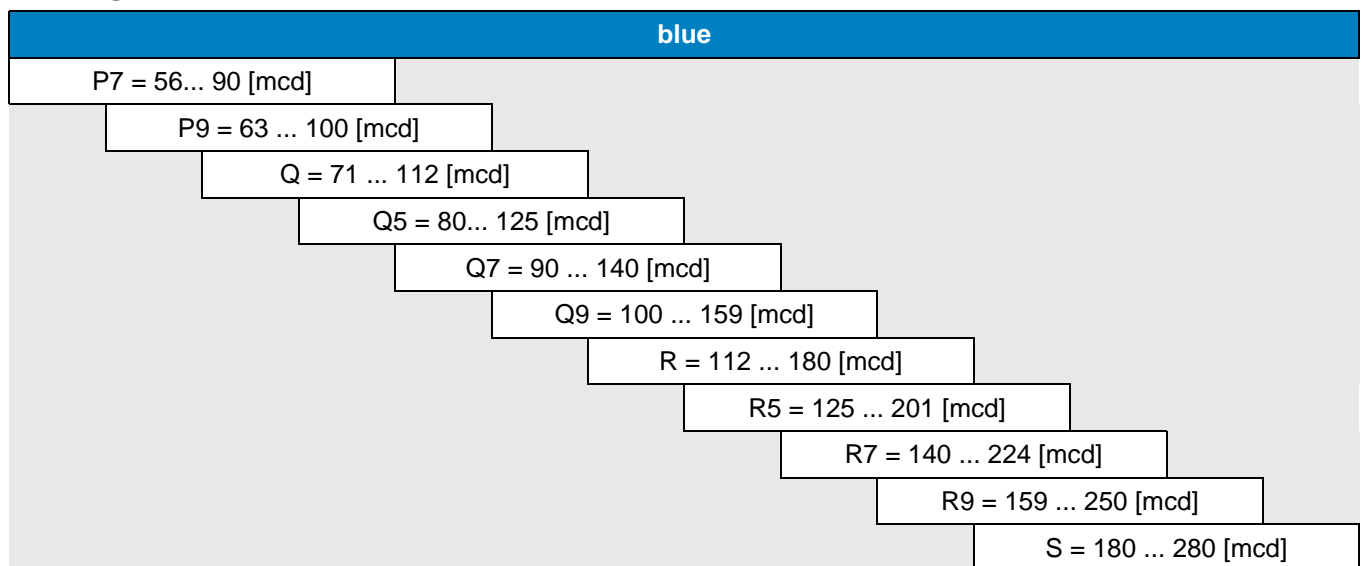 blue
P7 = 56... 90 [mcd]
P9 = 63 ... 100 [mcd]
Q = 71 ... 112 [mcd]
Q5 = 80... 125 [mcd]
Q7 = 90 ... 140 [mcd]
Q9 = 100 ... 159 [mcd]
R = 112 ... 180 [mcd]
R5 = 125 ... 201 [mcd]
R7 = 140 ... 224 [mcd]
R9 = 159 ... 250 [mcd]
S = 180 ... 280 [mcd]